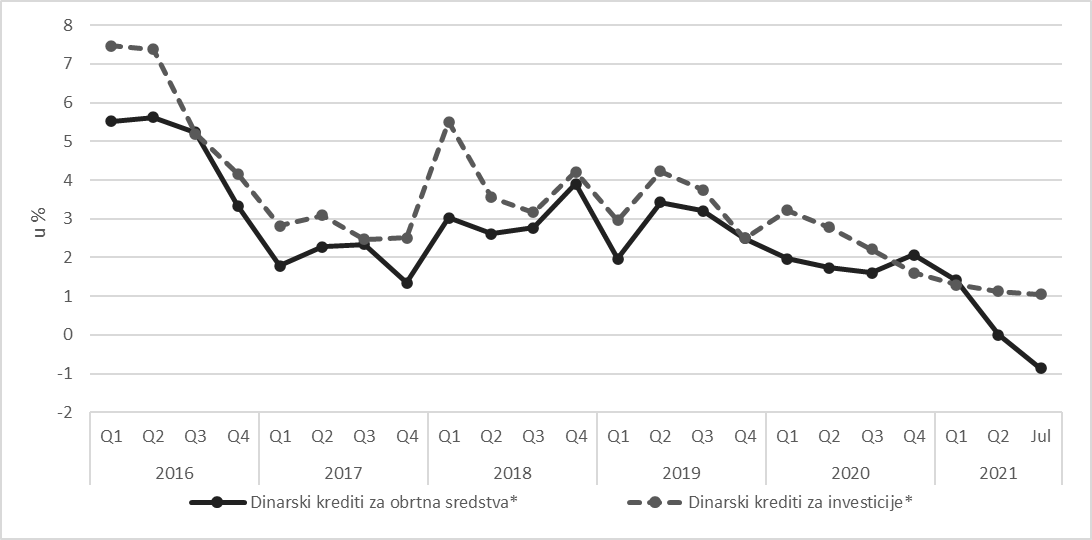 8
7
6
5
4
3
2
1
0
-1
-2
u %
Q1 Q2 Q3 Q4 Q1 Q2 Q3 Q4 Q1 Q2 Q3 Q4 Q1 Q2 Q3 Q4 Q1 Q2 Q3 Q4 Q1 Q2 Jul
2016 2017 2018 2019 2020 2021
Dinarski krediti za obrtna sredstva* Dinarski krediti za investicije*